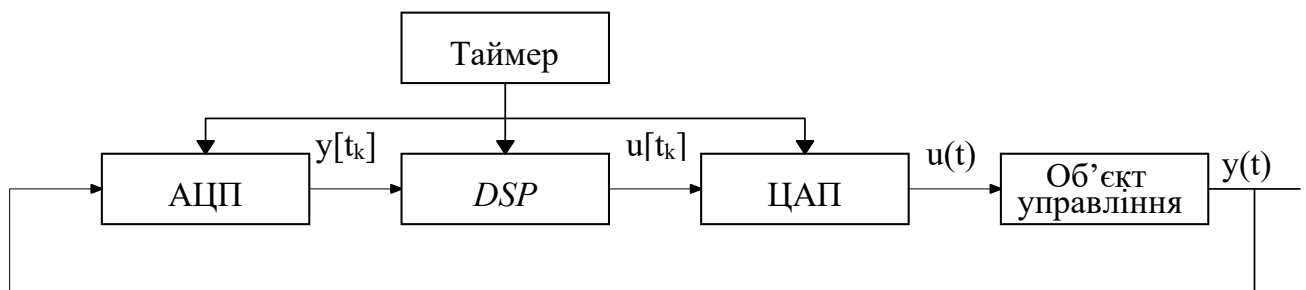 Таймер
y[tk]
u[tk]
u(t)
y(t)
АЦП
DSP
ЦАП
Об’єкт
управління